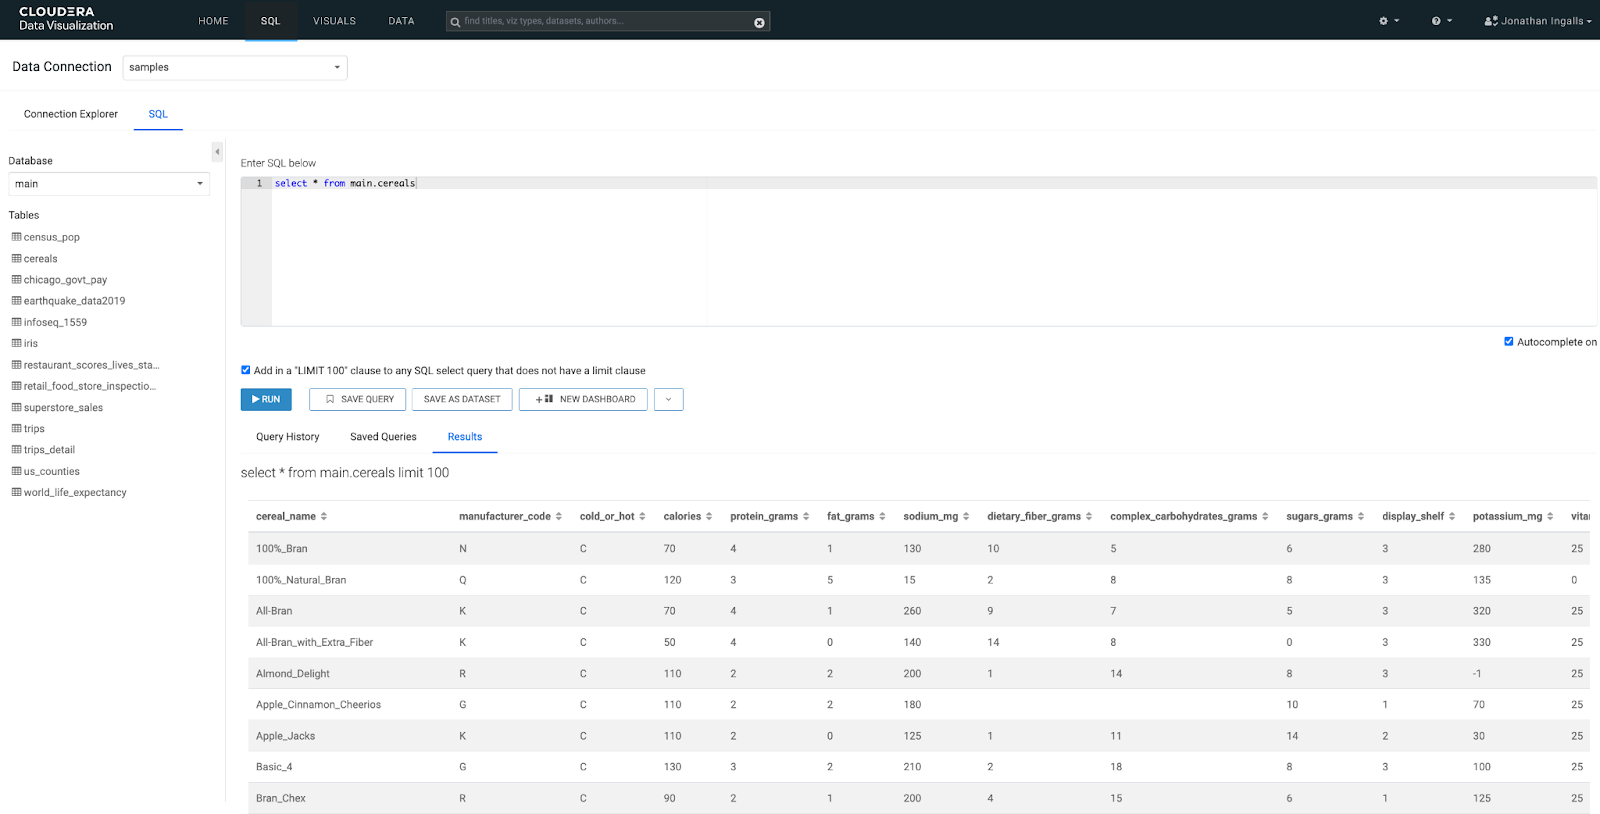 CLOUDERA
Data Visualization
HOME SQL VISUALS DATA find titles, viz types, datasets, authors... Jonathan Ingalls
Data Connection samples
Connection Explorer SQL
Database
main
Tables
census_pop
cereals
chicago_govt_pay
earthquake_data2019
infoseq_1559
iris
restaurant_scores_lives_sta...
retail_food_store_inspectio...
superstore_sales
trips
trips_detail
us_counties
world_life_expectancy
Enter SQL below
1 select * from main.cereals
Autocomplete on
Add in a "LIMIT 100" clause to any SQL select query that does not have a limit clause
RUN SAVE QUERY SAVE AS DATASET + NEW DASHBOARD
Query History Saved Queries Results
select * from main.cereals limit 100
cereal_name manufacturer_code cold_or_hot calories protein_grams fat_grams sodium_mg dietary_fiber_grams complex_carbohydrates_grams sugars_grams display_shelf potassium_mg vita
100%_Bran N C 70 4 1 130 10 5 6 3 280 25
100%_Natural_Bran Q C 120 3 5 15 2 8 8 3 135 0
All-Bran K C 70 4 1 260 9 7 5 3 320 25
All-Bran_with_Extra_Fiber K C 50 4 0 140 14 8 0 3 330 25
Almond_Delight R C 110 2 2 200 1 14 8 3 -1 25
Apple_Cinnamon_Cheerios G C 110 2 2 180 10 1 70 25
Apple_Jacks K C 110 2 0 125 1 11 14 2 30 25
Basic_4 G C 130 3 2 210 2 18 8 3 100 25
Bran_Chex R C 90 2 1 200 4 15 6 1 125 25